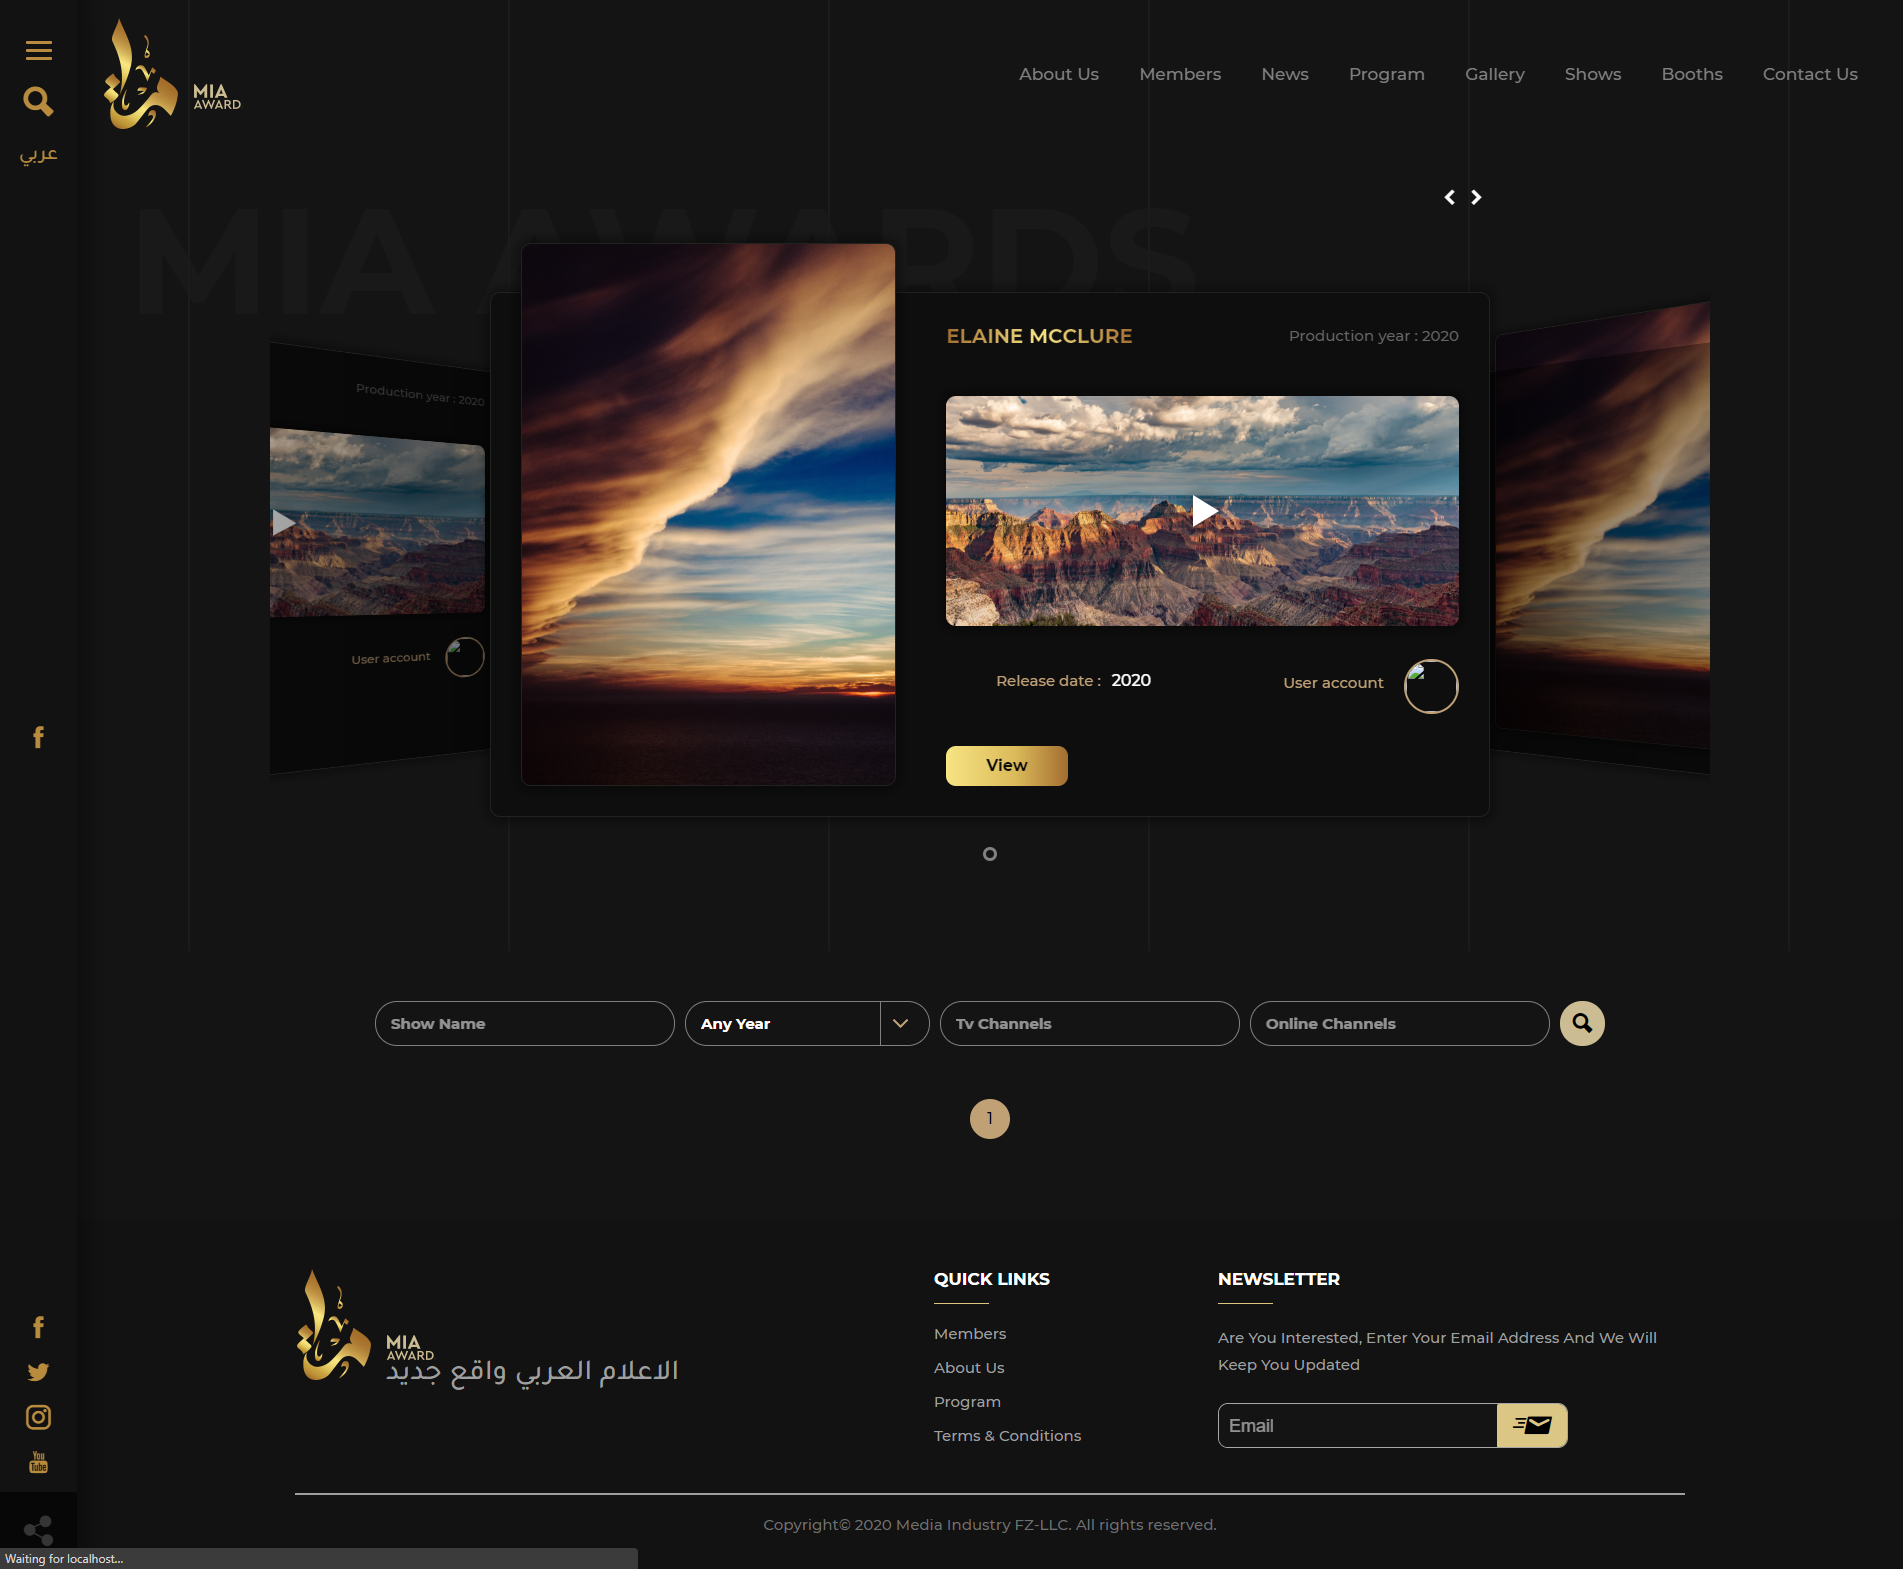 عربي
MIA
AWARD
About Us
Members
News
Program
Gallery
Shows
Booths
Contact Us
MIA AWARDS
Production year : 2020
User account
ELAINE MCCLURE
Production year : 2020
Release date : 2020
User account
View
Show Name
Any Year
Tv Channels
Online Channels
1
MIA
AWARD
الاعلام العربي واقع جديد
QUICK LINKS
Members
About Us
Program
Terms & Conditions
NEWSLETTER
Are You Interested, Enter Your Email Address And We Will
Keep You Updated
Email
You
Tube
Copyright© 2020 Media Industry FZ-LLC. All rights reserved.
Waiting for localhost...